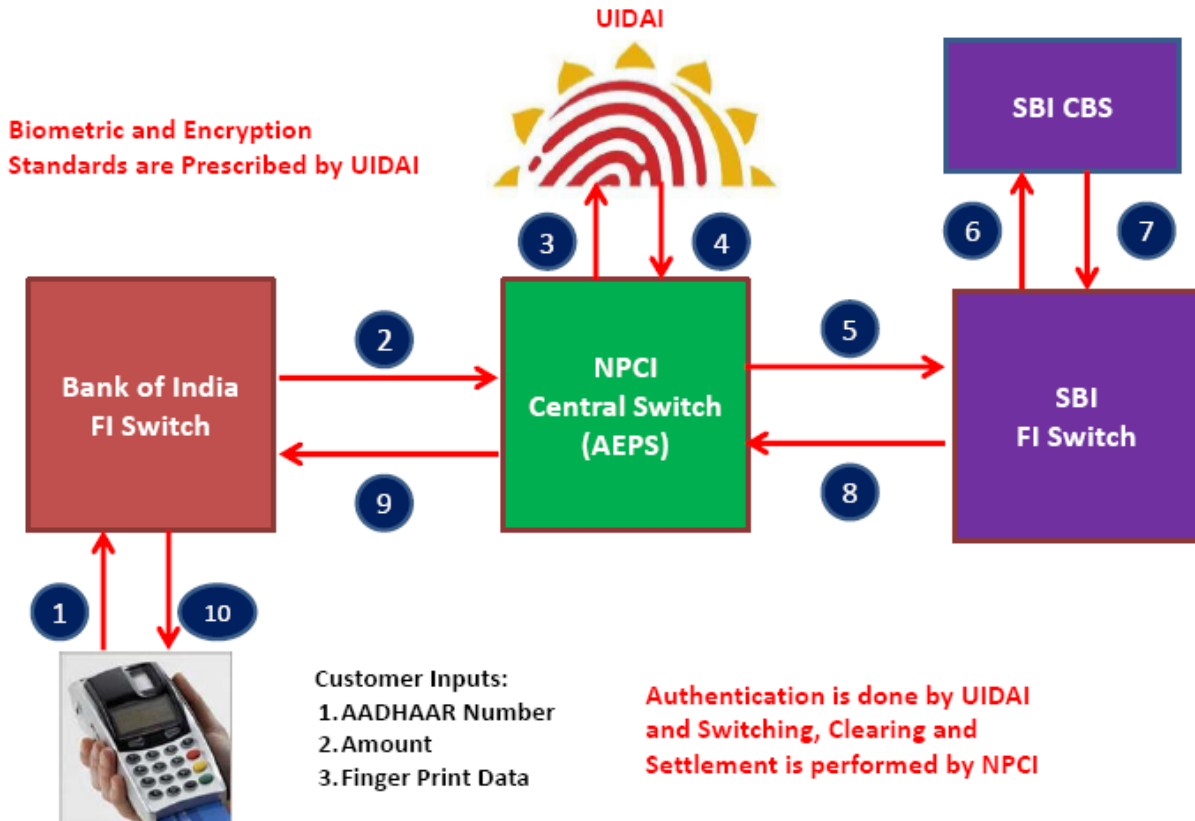 UIDAI
Biometric and Encryption
Standards are Prescribed by UIDAI
SBI CBS
3
4
6
7
Bank of India
FI Switch
2
NPCI
Central Switch
(AEPS)
5
SBI
FI Switch
9
8
1
10
Customer Inputs:
1.AADHAAR Number
2.Amount
3.Finger Print Data
Authentication is done by UIDAI
and Switching, Clearing and
Settlement is performed by NPCI